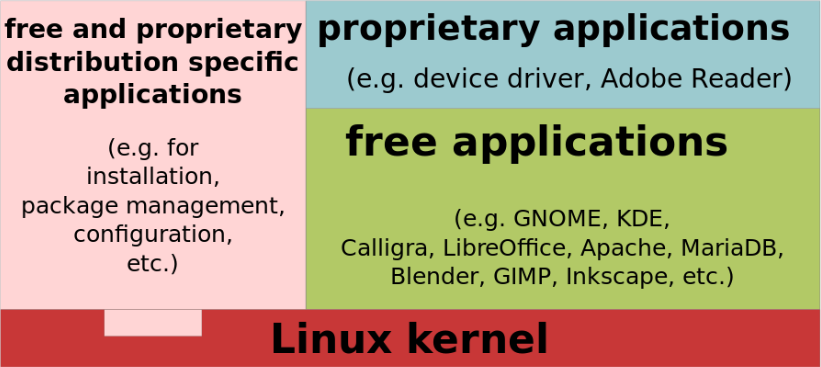 free and proprietary
distribution specific
applications
(e.g. for
installation,
package management,
configuration,
etc.)
proprietary applications
(e.g. device driver, Adobe Reader)
free applications
(e.g. GNOME, KDE,
Calligra, LibreOffice, Apache, MariaDB,
Blender, GIMP, Inkscape, etc.)
Linux kernel